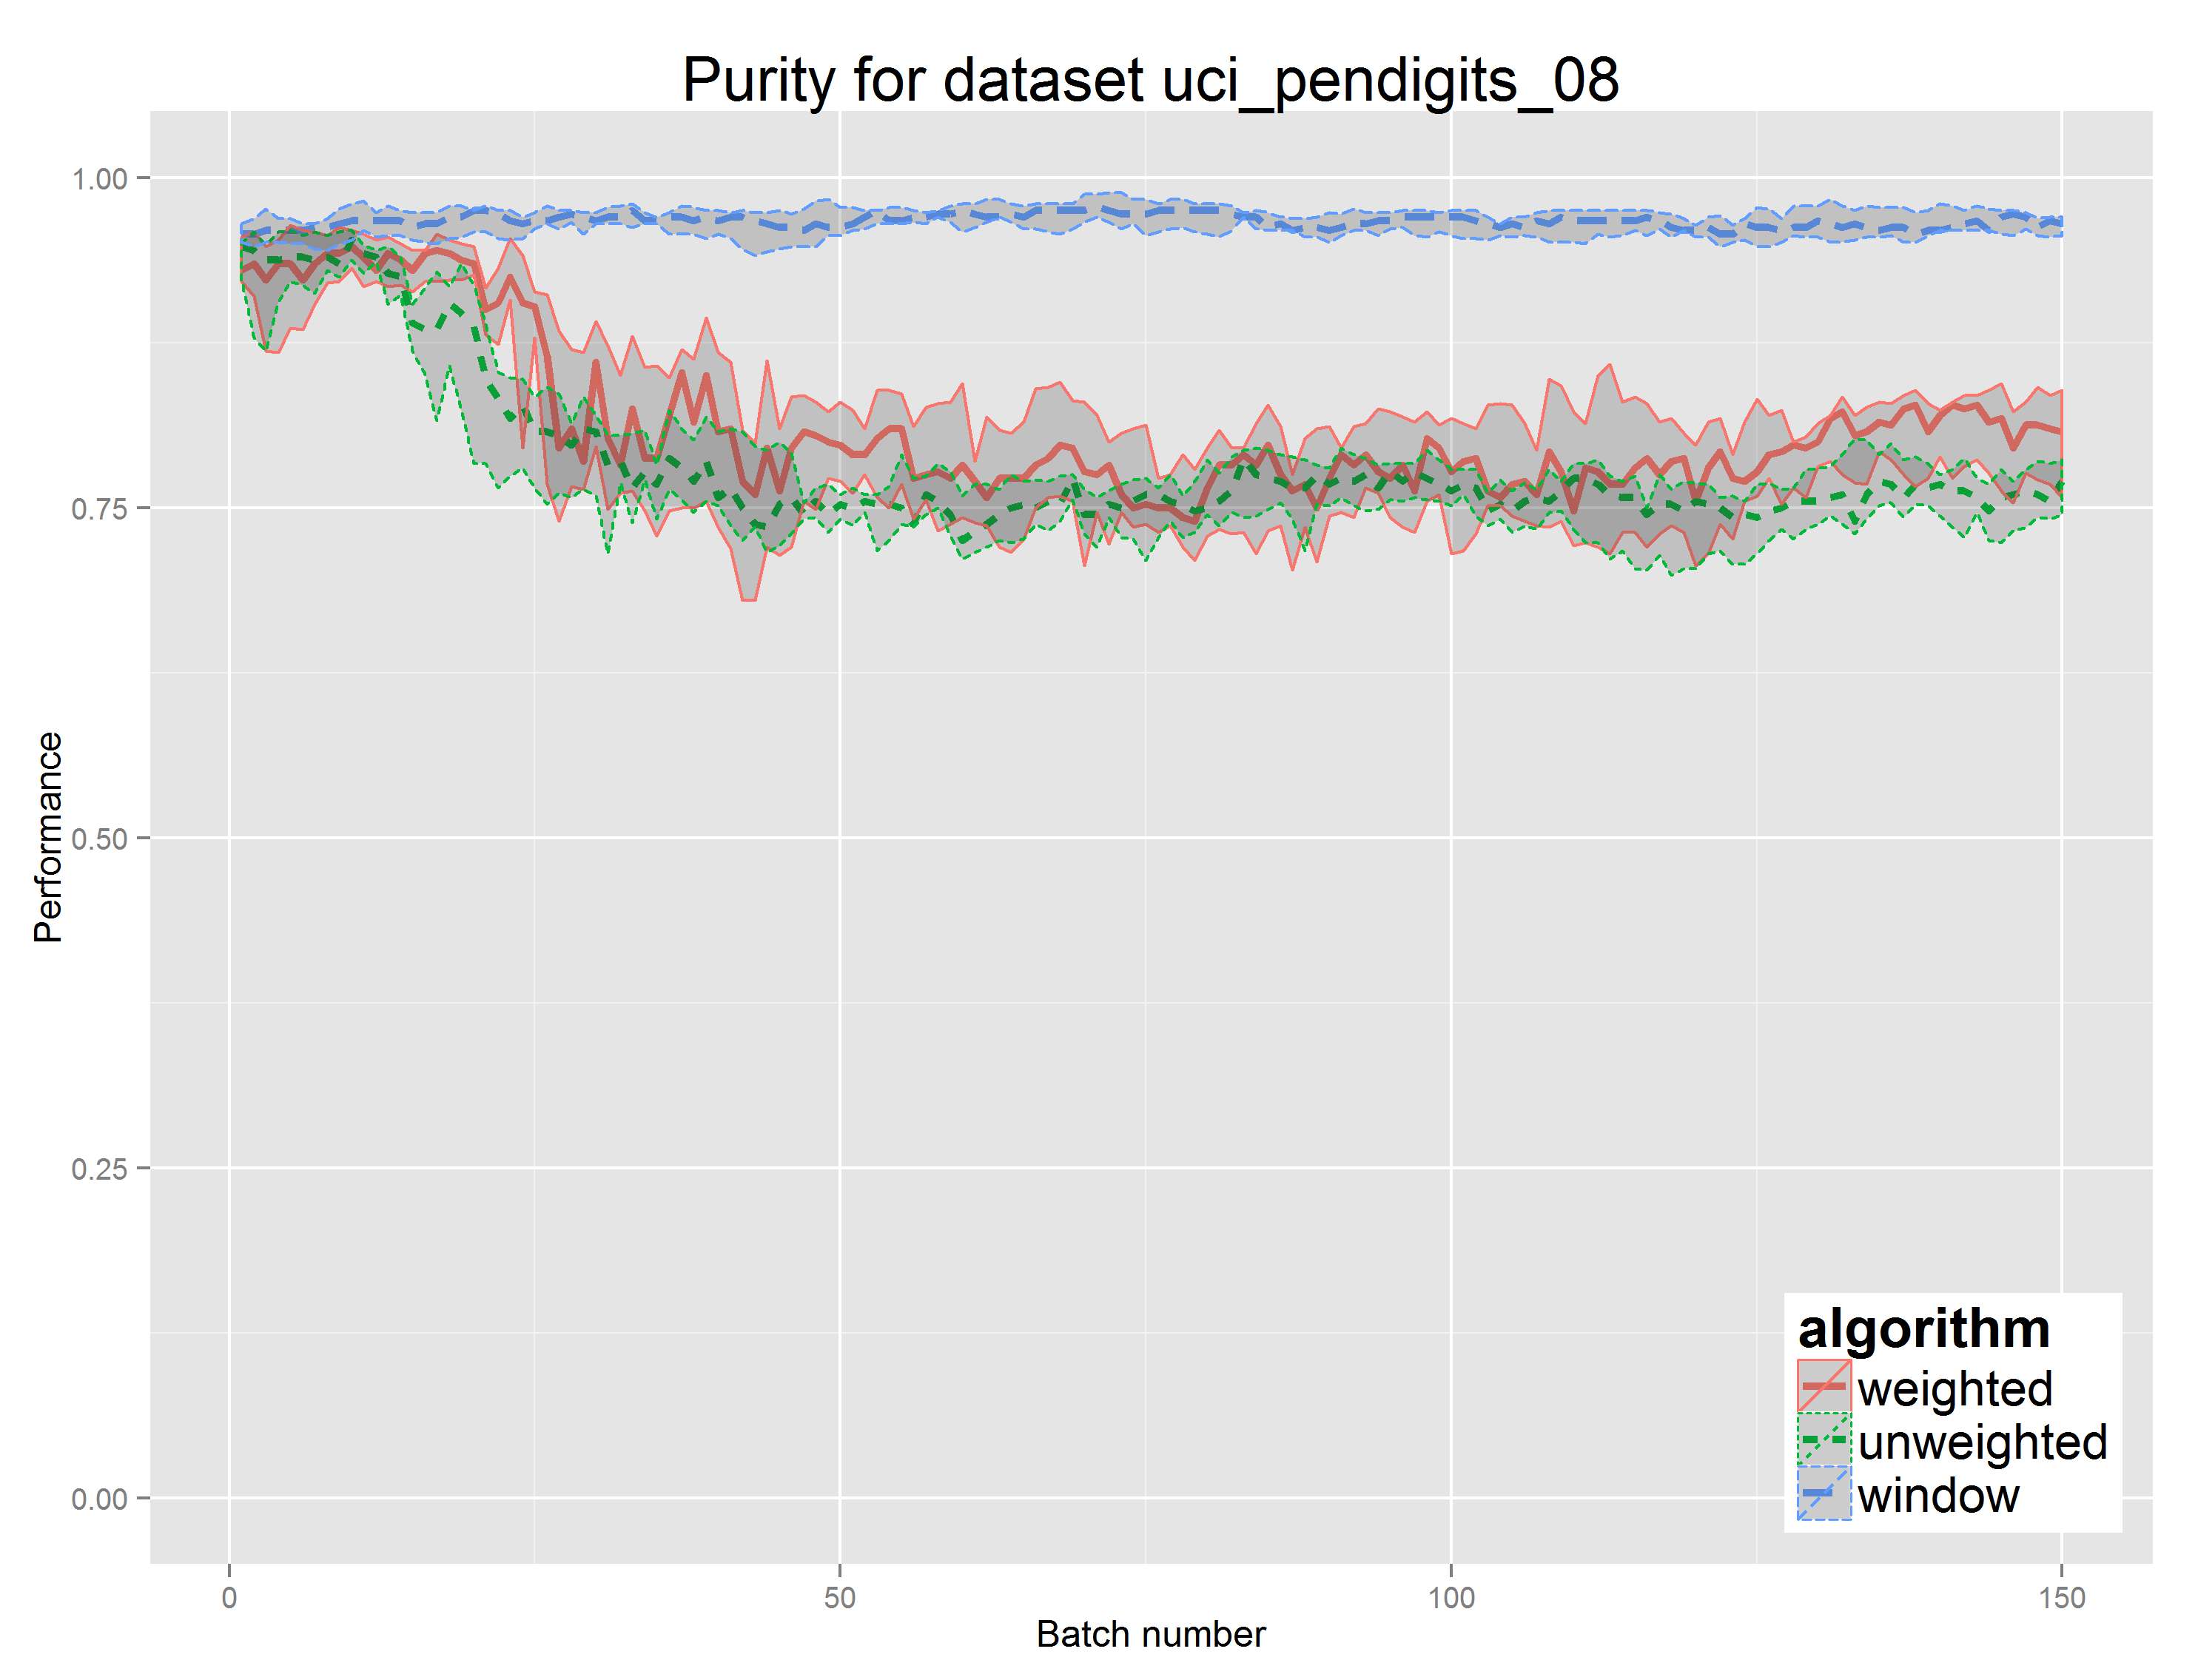 Purity for dataset uci_pendigits_08
1.00
0.75
0.50
0.25
0.00
Performance
0
50
100
150
Batch number
algorithm
weighted
unweighted
window